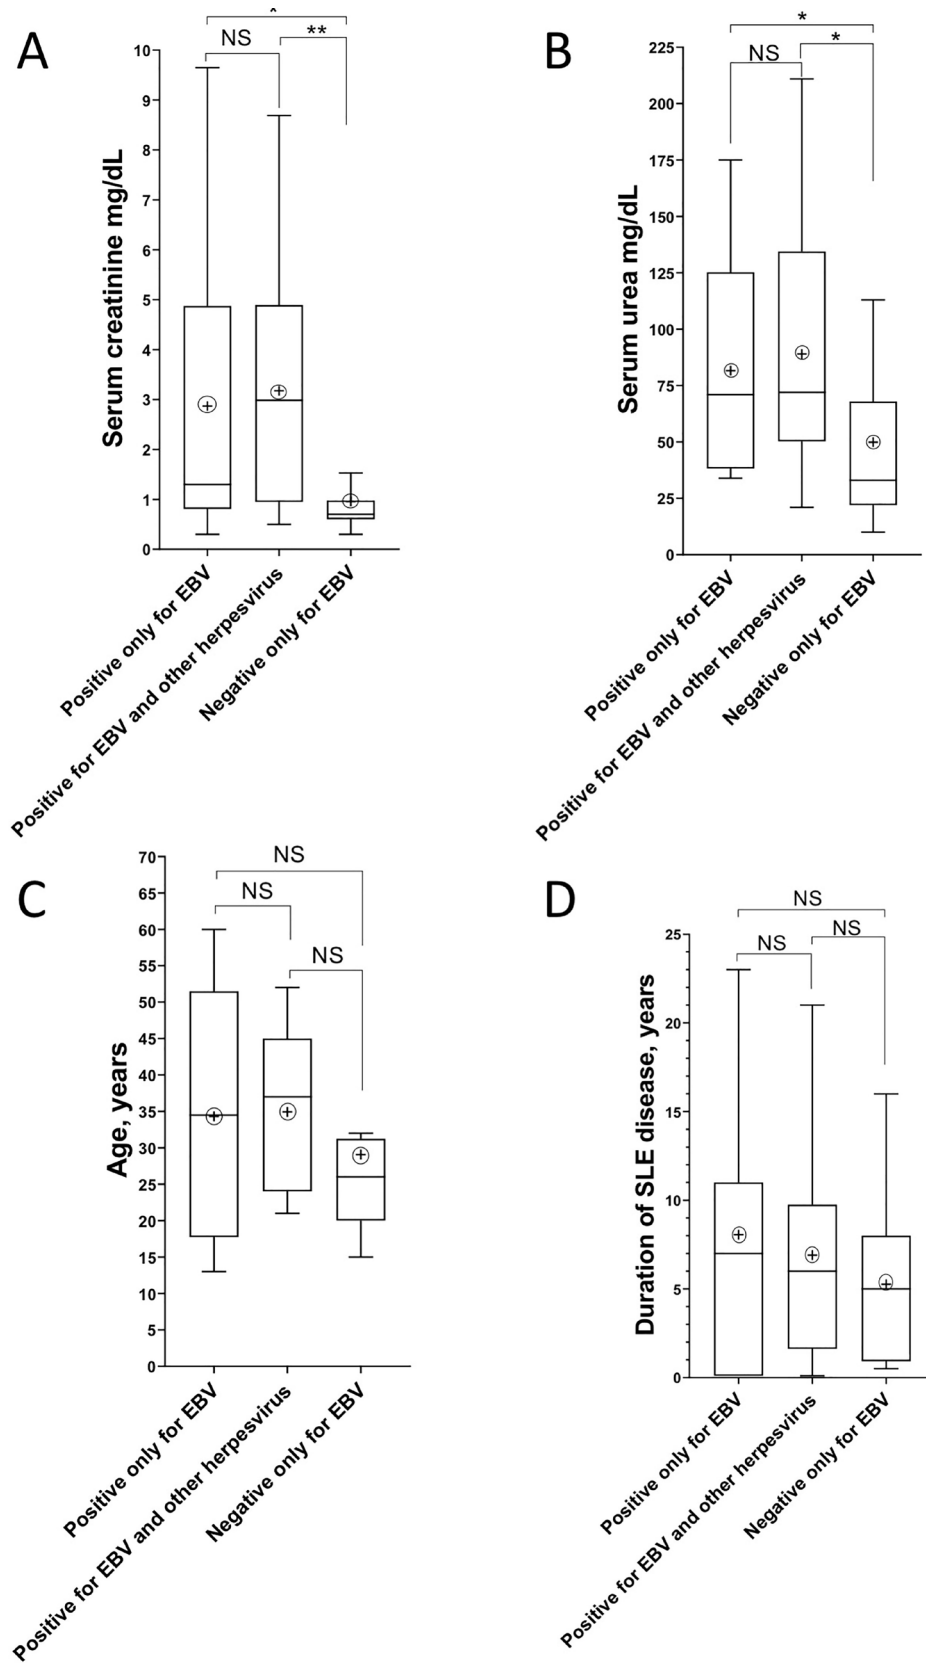 A
NS
**
10
9
8
7
6
5
4
3
2
1
0
Serum creatinine mg/dL
Positive only for EBV
Positive for EBV and other herpesvirus
Negative only for EBV
B
*
*
NS
225
200
175
150
125
100
75
50
25
0
Serum urea mg/dL
Positive only for EBV
Positive for EBV and other herpesvirus
Negative only for EBV
C
NS
NS
NS
70
65
60
55
50
45
40
35
30
25
20
15
10
5
0
Age, years
Positive only for EBV
Positive for EBV and other herpesvirus
Negative only for EBV
D
NS
NS
NS
25
20
15
10
5
0
Duration of SLE disease, years
Positive only for EBV
Positive for EBV and other herpesvirus
Negative only for EBV